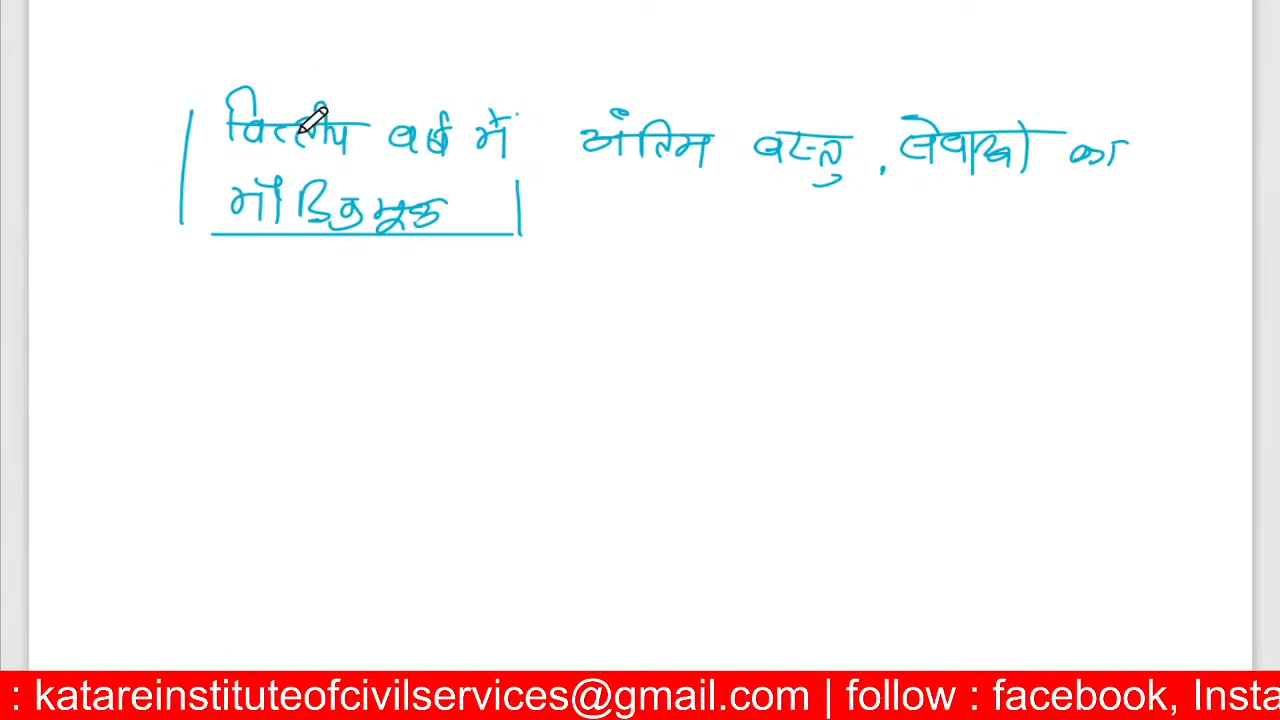 वित्तीय वर्ष में अंतिम वस्तु, सेवाओं का
मौद्रिक मूल्य
: katareinstituteofcivilservices@gmail.com | follow : facebook, Insta